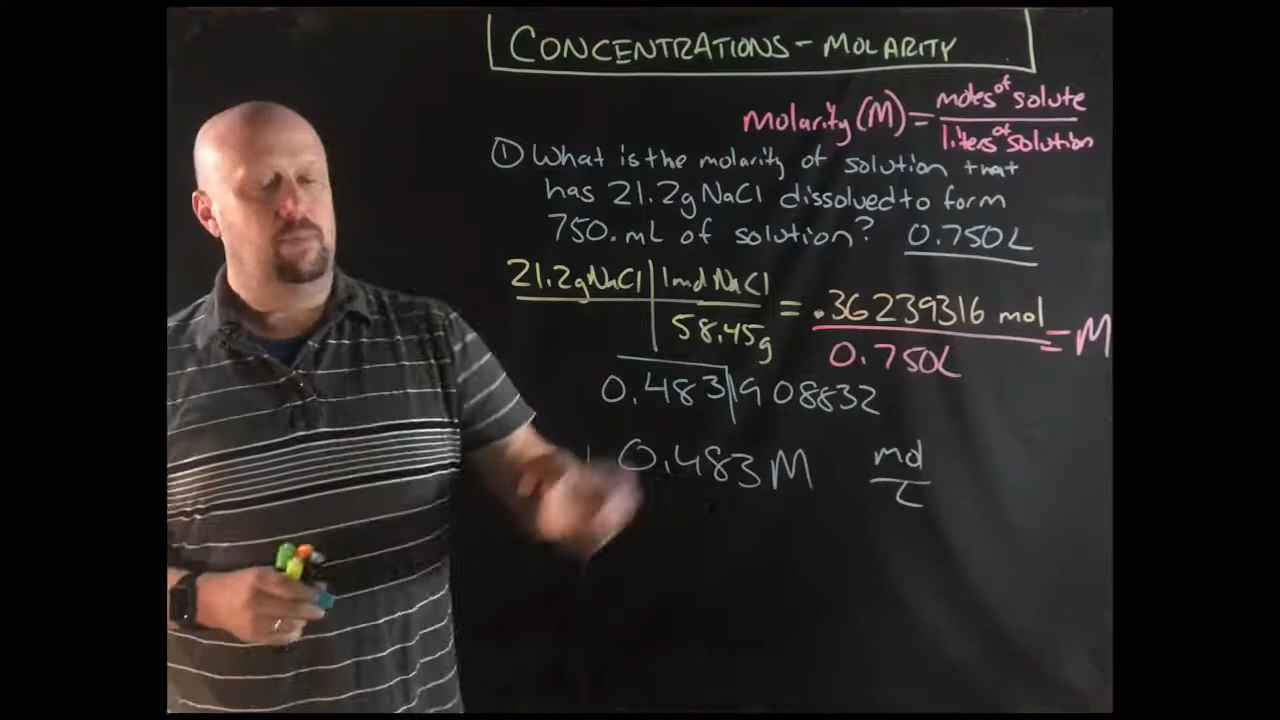 CONCENTRATIONS - MOLARITY
molarity (M) = moles of solute / liters of solution
① What is the molarity of solution that
has 21.2g NaCl dissolved to form
750. mL of solution? 0.750L
21.2g NaCl | 1mol NaCl
58.45g
= .36239316 mol
0.750L
= M
0.483|908832
0.483 M
mol
L